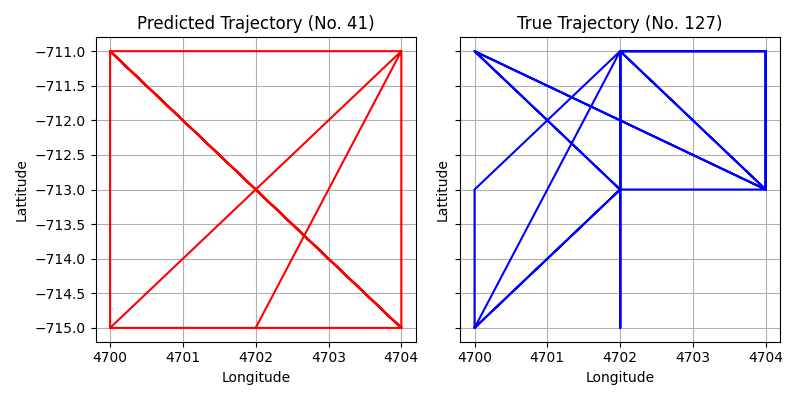 Predicted Trajectory (No. 41)
True Trajectory (No. 127)
−711.0
−711.5
−712.0
−712.5
−713.0
−713.5
−714.0
−714.5
−715.0
Lattitude
Lattitude
4700 4701 4702 4703 4704
4700 4701 4702 4703 4704
Longitude
Longitude